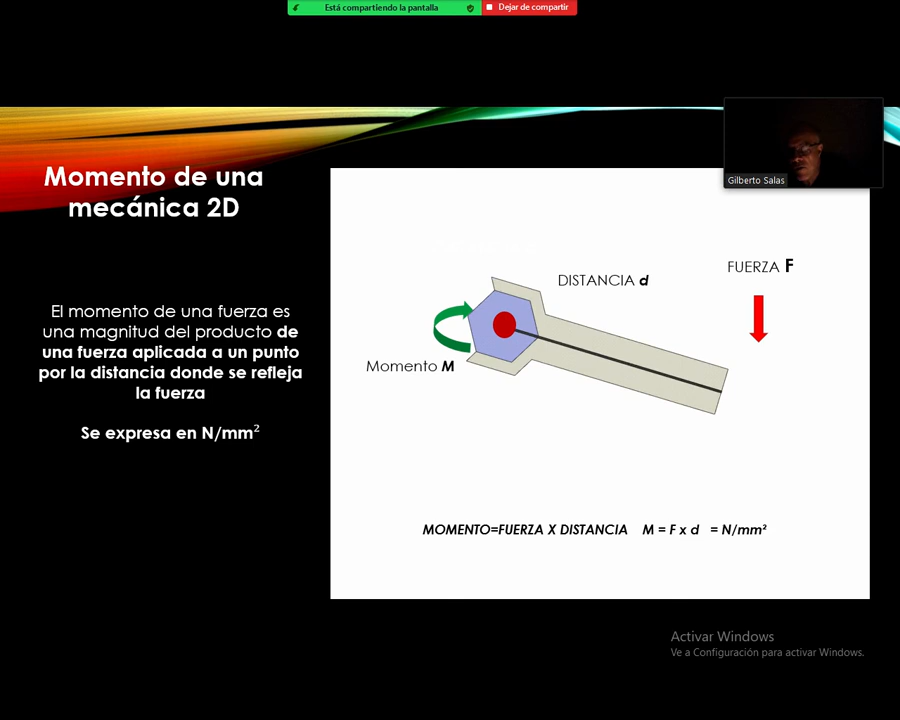 Está compartiendo la pantalla
Dejar de compartir
Gilberto Salas
Momento de una
mecánica 2D
El momento de una fuerza es
una magnitud del producto de
una fuerza aplicada a un punto
por la distancia donde se refleja
la fuerza
Se expresa en N/mm²
DISTANCIA d
FUERZA F
Momento M
MOMENTO=FUERZA X DISTANCIA M = F x d = N/mm²
Activar Windows
Ve a Configuración para activar Windows.